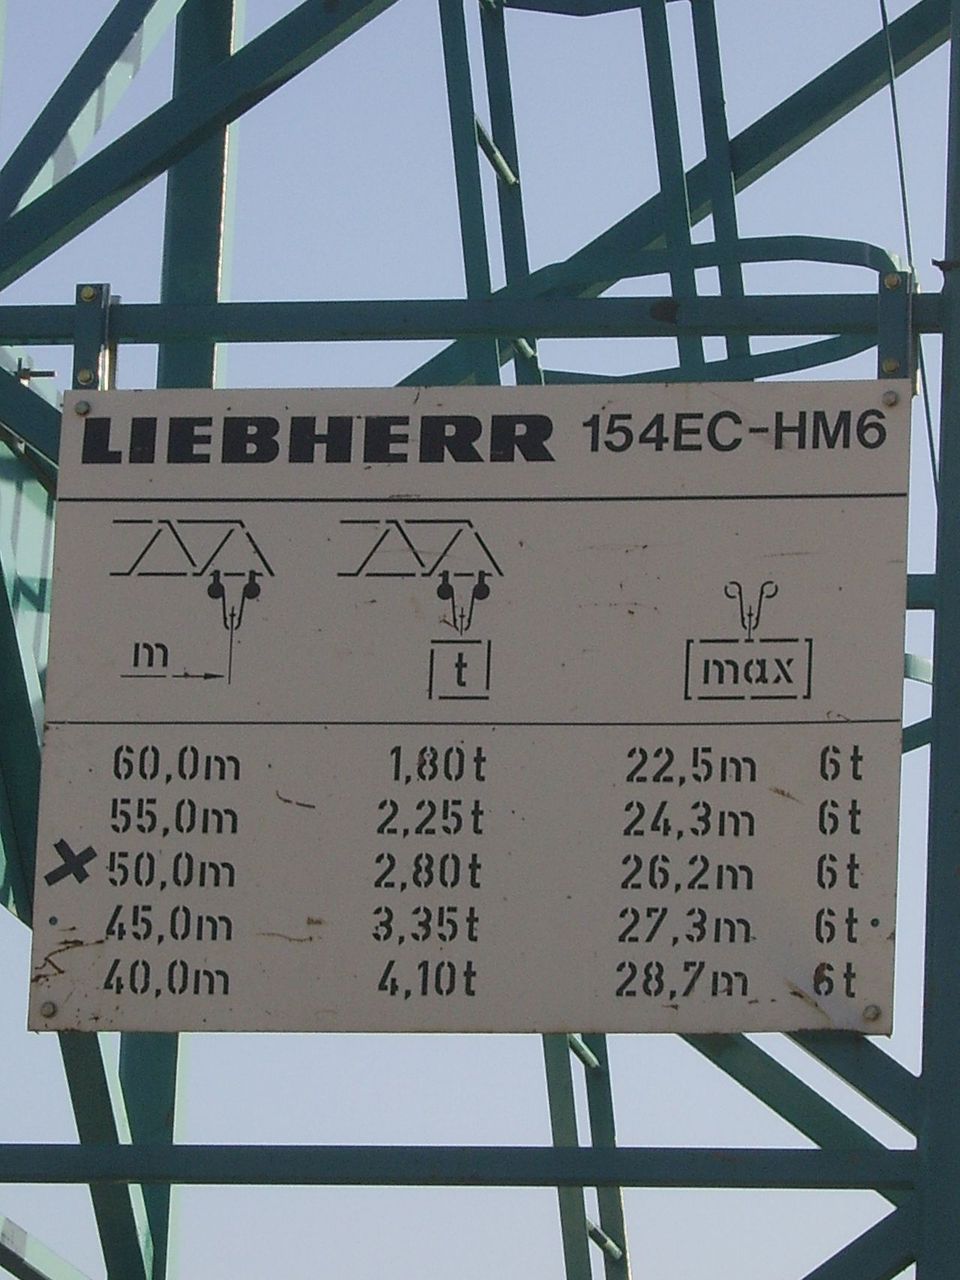 LIEBHERR 154EC-HM6
m t max
60,0m 1,80t 22,5m 6t
55,0m 2,25t 24,3m 6t
50,0m 2,80t 26,2m 6t
45,0m 3,35t 27,3m 6t
40,0m 4,10t 28,7m 6t